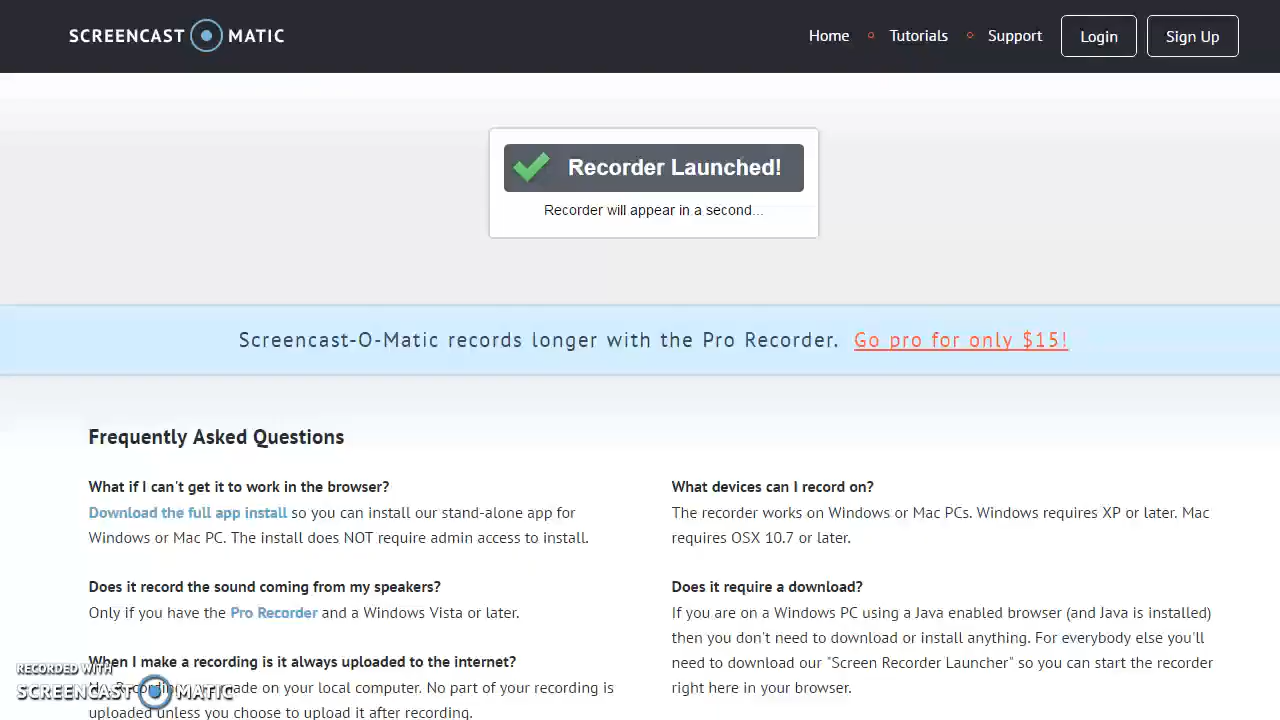 SCREENCAST MATIC
Home Tutorials Support Login Sign Up
Recorder Launched!
Recorder will appear in a second...
Screencast-O-Matic records longer with the Pro Recorder. Go pro for only $15!
Frequently Asked Questions
What if I can't get it to work in the browser?
Download the full app install so you can install our stand-alone app for
Windows or Mac PC. The install does NOT require admin access to install.
Does it record the sound coming from my speakers?
Only if you have the Pro Recorder and a Windows Vista or later.
When I make a recording is it always uploaded to the internet?
made on your local computer. No part of your recording is
uploaded unless you choose to upload it after recording.
What devices can I record on?
The recorder works on Windows or Mac PCs. Windows requires XP or later. Mac
requires OSX 10.7 or later.
Does it require a download?
If you are on a Windows PC using a Java enabled browser (and Java is installed)
then you don't need to download or install anything. For everybody else you'll
need to download our "Screen Recorder Launcher" so you can start the recorder
right here in your browser.
RECORDED WITH
SCREENCAST MATIC